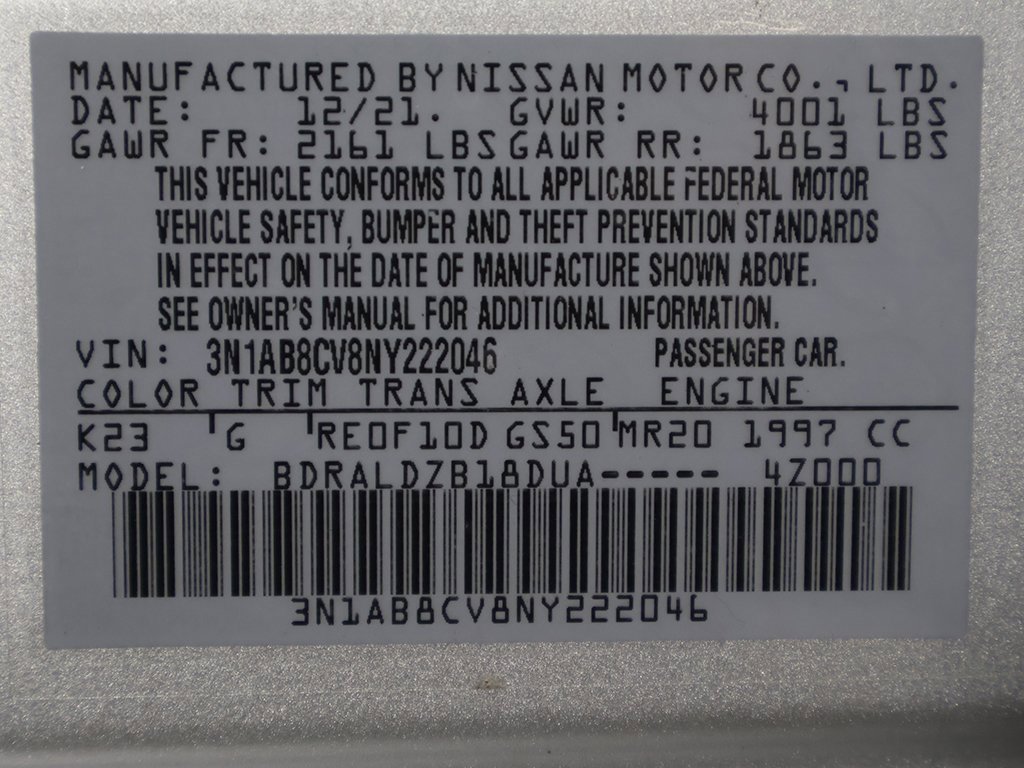 MANUFACTURED BY NISSAN MOTOR CO., LTD.
DATE: 12/21. GVWR: 4001 LBS
GAWR FR: 2161 LBS GAWR RR: 1863 LBS
THIS VEHICLE CONFORMS TO ALL APPLICABLE FEDERAL MOTOR
VEHICLE SAFETY, BUMPER AND THEFT PREVENTION STANDARDS
IN EFFECT ON THE DATE OF MANUFACTURE SHOWN ABOVE.
SEE OWNER'S MANUAL FOR ADDITIONAL INFORMATION.
VIN: 3N1AB8CV8NY222046 PASSENGER CAR.
COLOR TRIM TRANS AXLE ENGINE
K23 G RE0F10D GS50 MR20 1997 CC
MODEL: BDRALDZB18DUA----- 4Z000
3N1AB8CV8NY222046